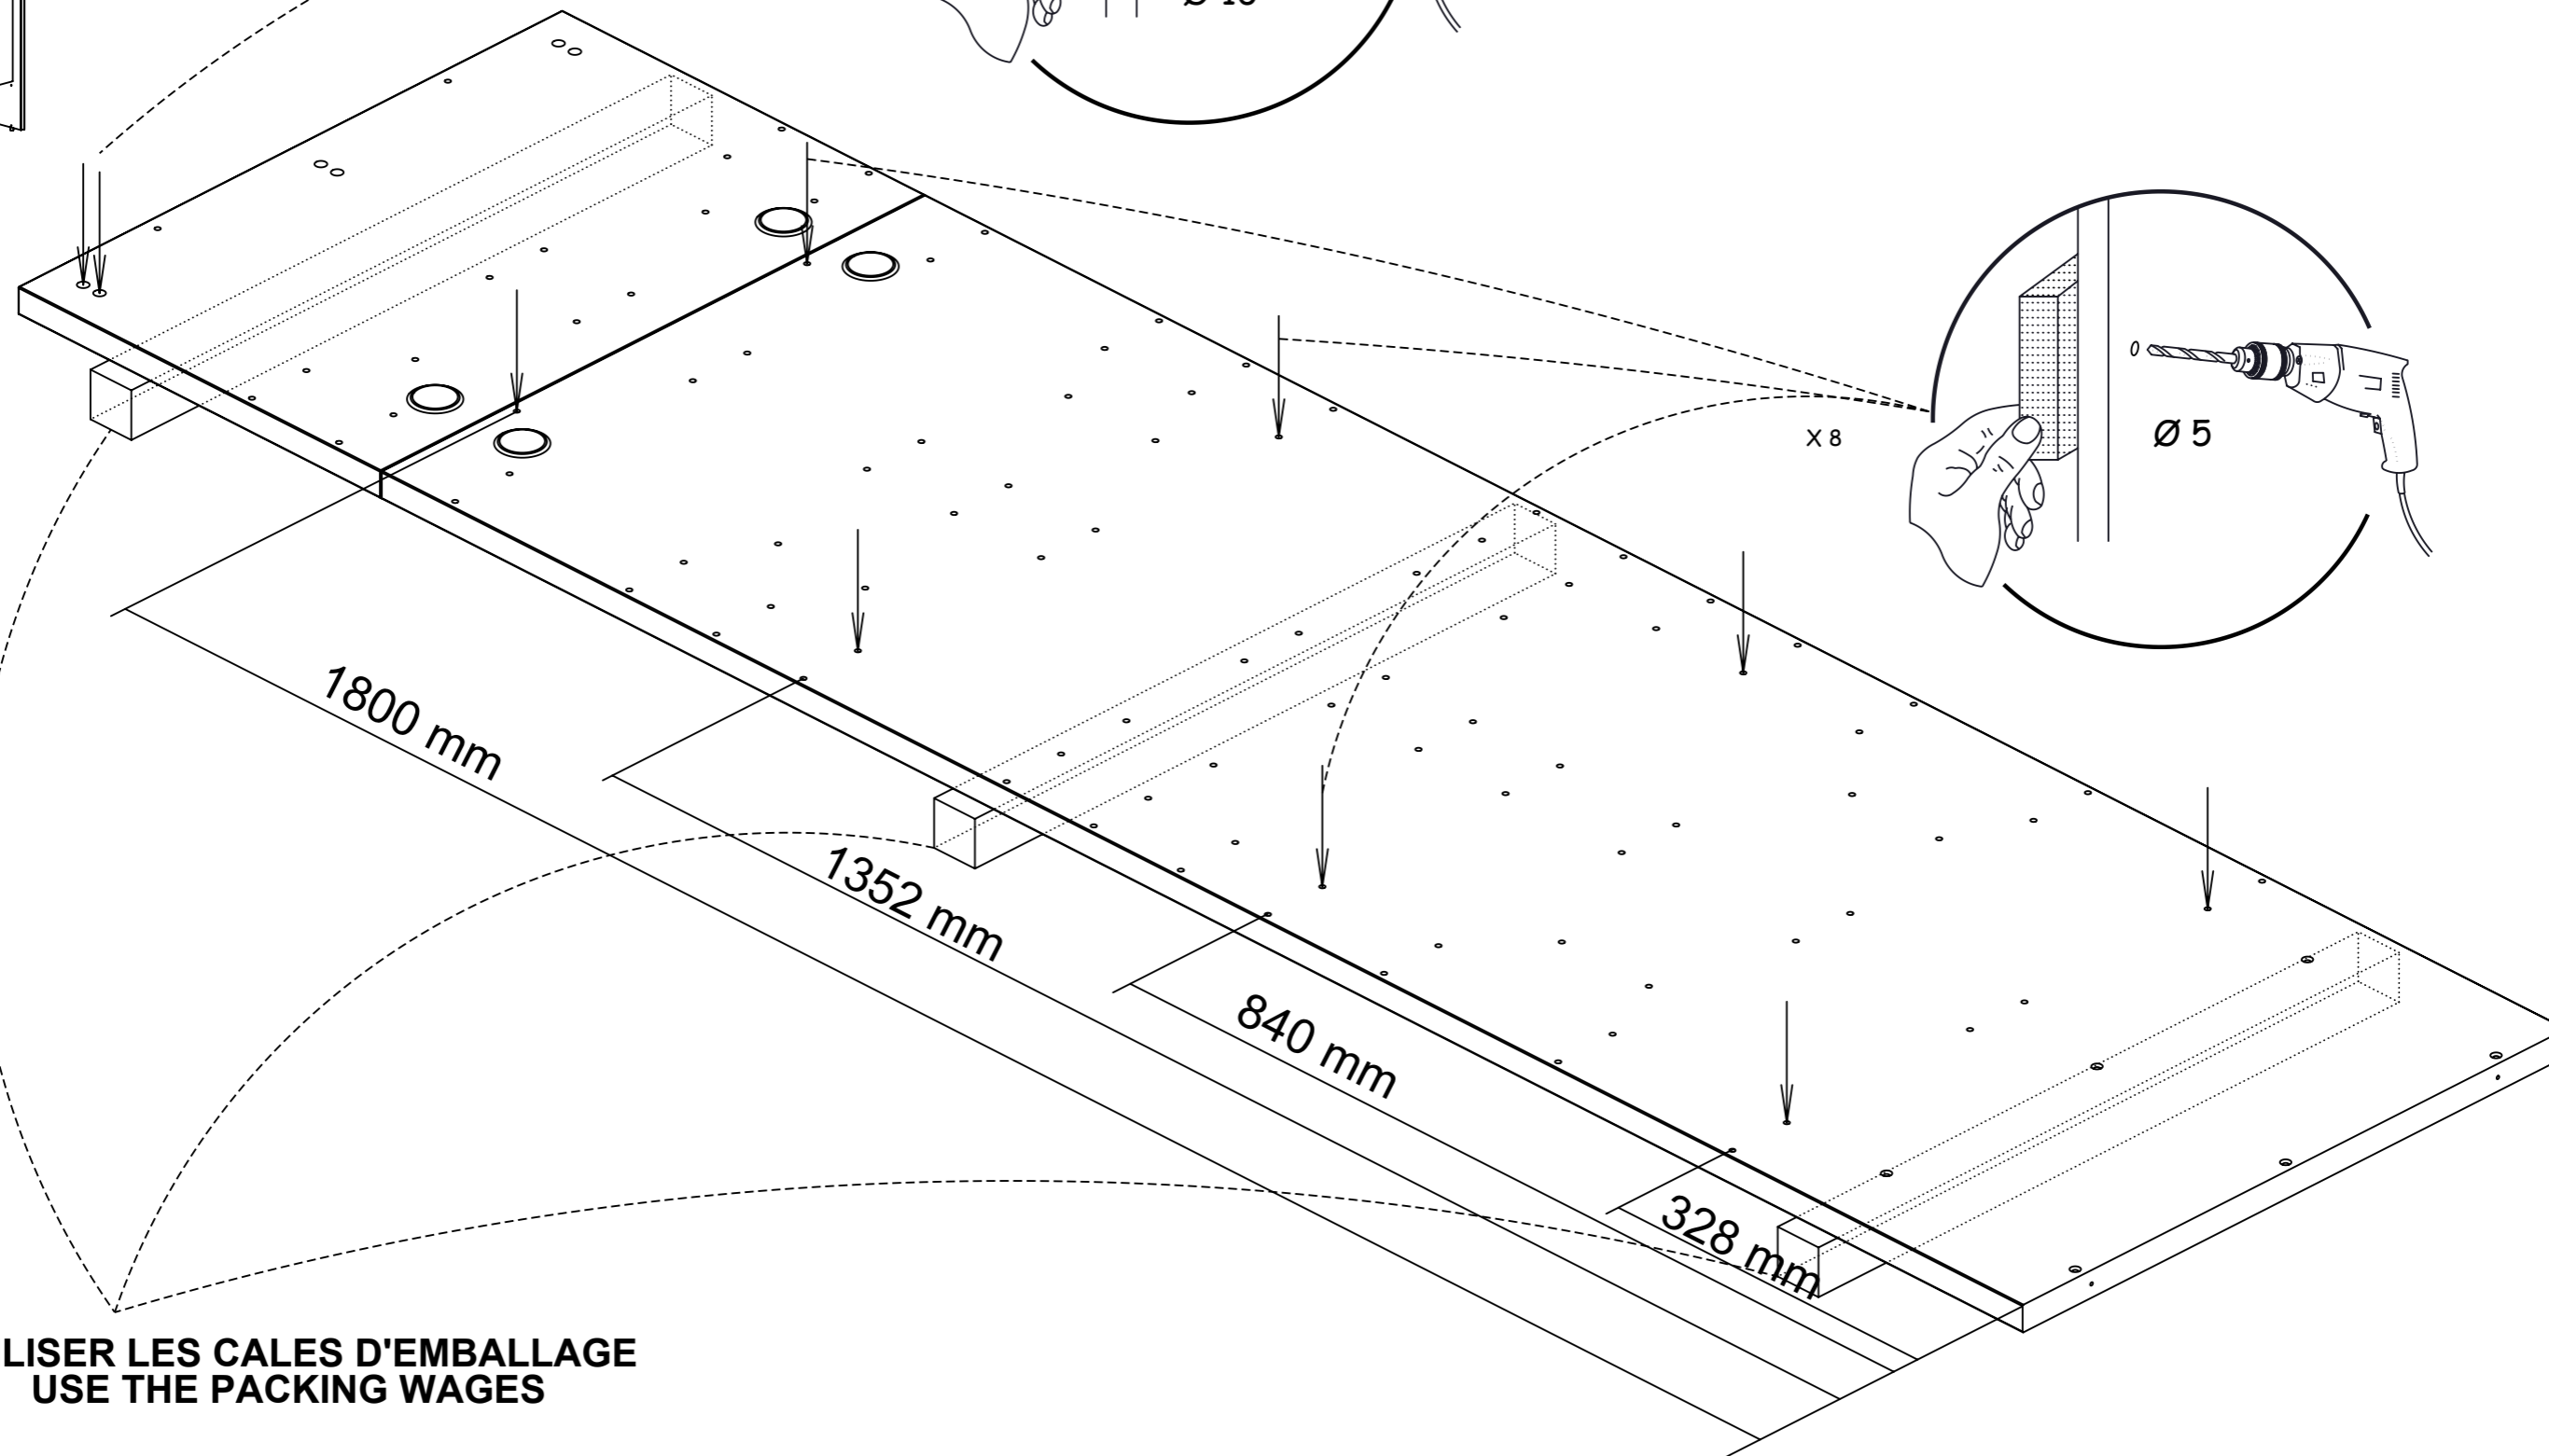 X 8
Ø 5
1800 mm
1352 mm
840 mm
328 mm
LISER LES CALES D'EMBALLAGE
USE THE PACKING WAGES